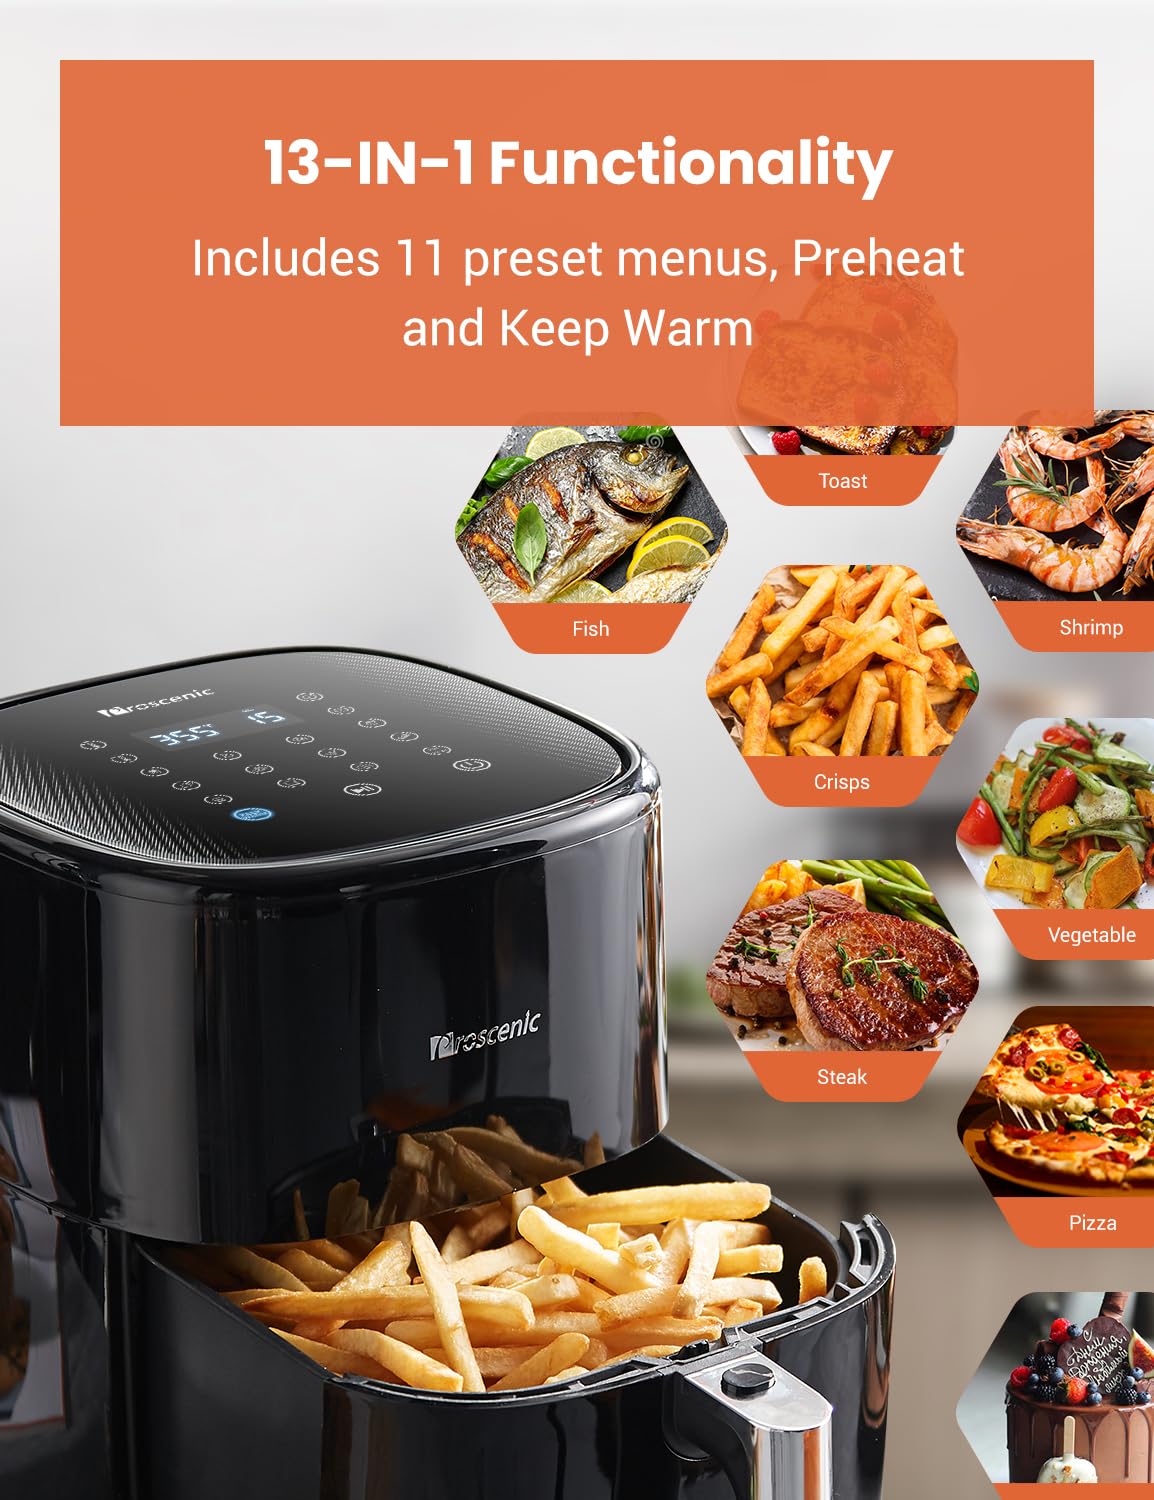 13-IN-1 Functionality
Includes 11 preset menus, Preheat
and Keep Warm
Toast
Fish
Shrimp
Crisps
Vegetable
Steak
Pizza
Proscenic
355°F
15
Proscenic